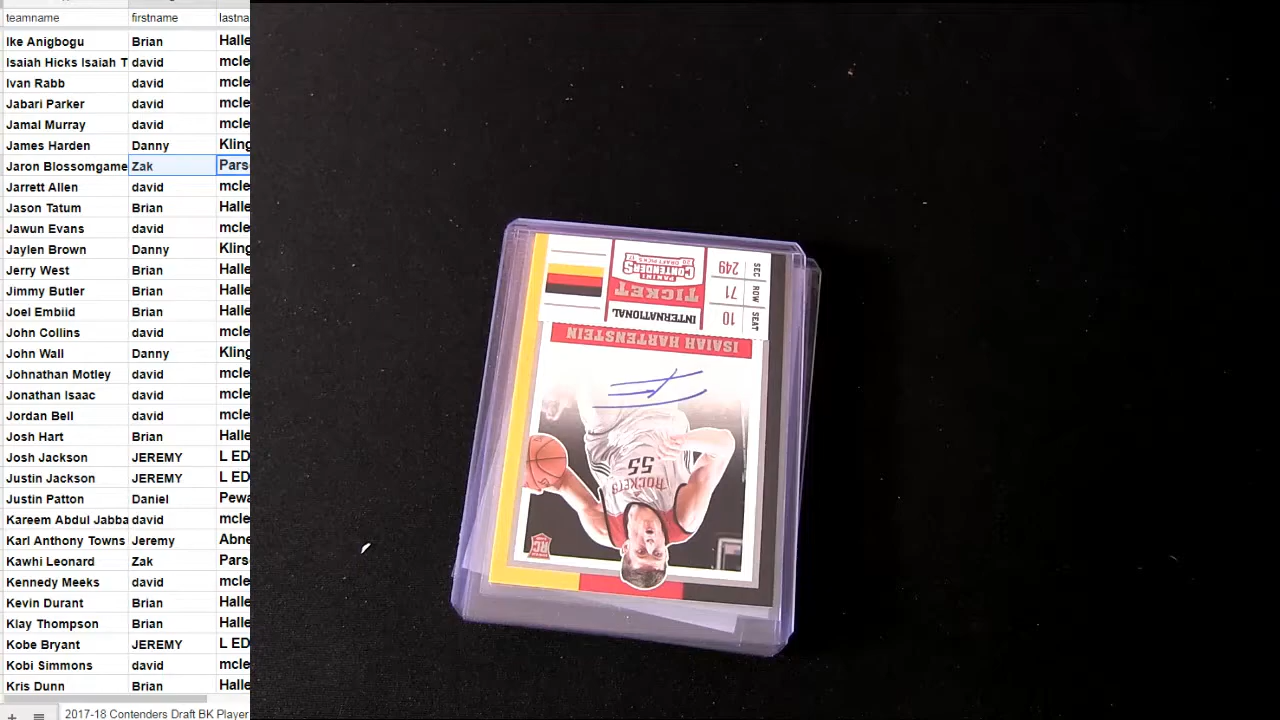 teamname firstname lastna
Ike Anigbogu Brian Halle
Isaiah Hicks Isaiah T david mcle
Ivan Rabb david mcle
Jabari Parker david mcle
Jamal Murray david mcle
James Harden Danny Kling
Jaron Blossomgame Zak Pars
Jarrett Allen david mcle
Jason Tatum Brian Halle
Jawun Evans david mcle
Jaylen Brown Danny Kling
Jerry West Brian Halle
Jimmy Butler Brian Halle
Joel Embiid Brian Halle
John Collins david mcle
John Wall Danny Kling
Johnathan Motley david mcle
Jonathan Isaac david mcle
Jordan Bell david mcle
Josh Hart Brian Halle
Josh Jackson JEREMY L ED
Justin Jackson JEREMY L ED
Justin Patton Daniel Pewa
Kareem Abdul Jabba david mcle
Karl Anthony Towns Jeremy Abne
Kawhi Leonard Zak Pars
Kennedy Meeks david mcle
Kevin Durant Brian Halle
Klay Thompson Brian Halle
Kobe Bryant JEREMY L ED
Kobi Simmons david mcle
Kris Dunn Brian Halle
2017-18 Contenders Draft BK Player
RC
ROCKETS
55
ISAIAH HARTENSTEIN
INTERNATIONAL
TICKET
PANINI
CONTENDERS
20 DRAFT PICKS 17
SEC ROW SEAT
249 71 10